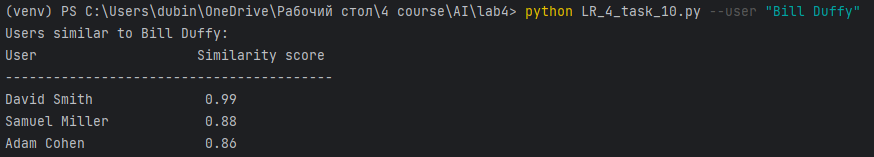 (venv) PS C:\Users\dubin\OneDrive\Рабочий стол\4 course\AI\lab4> python LR_4_task_10.py --user "Bill Duffy"
Users similar to Bill Duffy:
User                   Similarity score
-----------------------------------------
David Smith              0.99
Samuel Miller            0.88
Adam Cohen               0.86